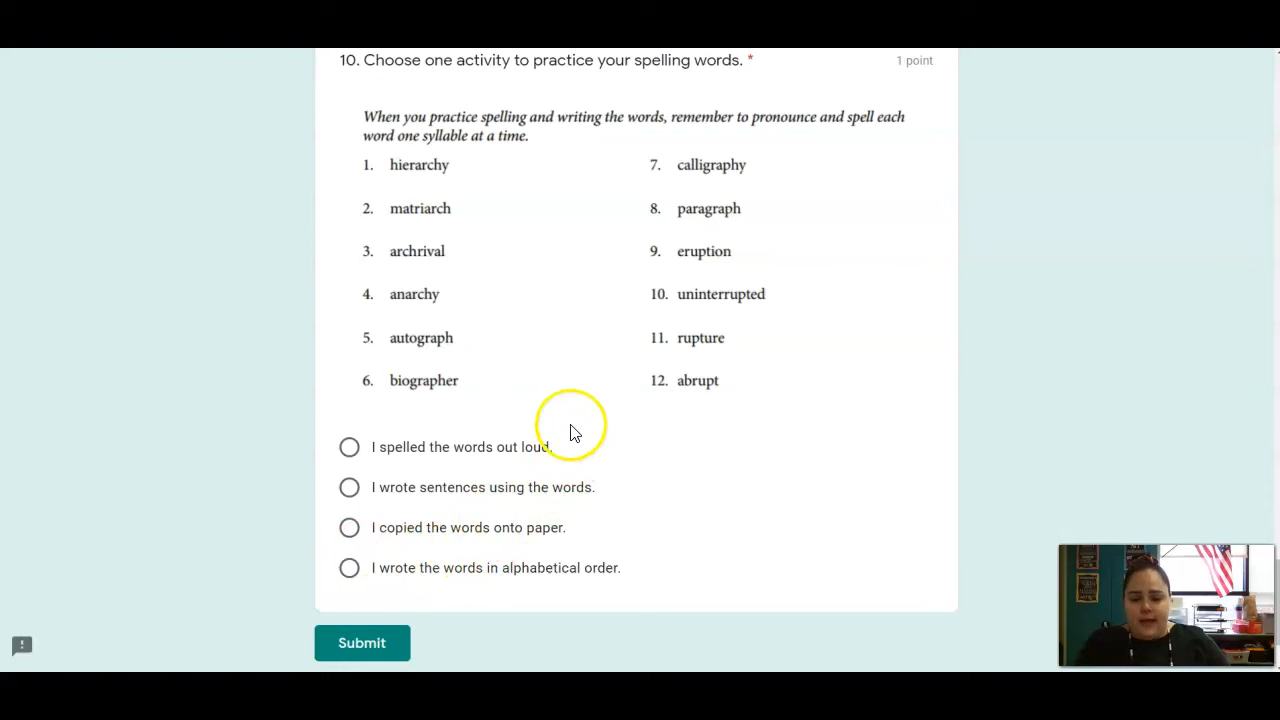 10. Choose one activity to practice your spelling words. *
1 point
When you practice spelling and writing the words, remember to pronounce and spell each
word one syllable at a time.
1. hierarchy
2. matriarch
3. archrival
4. anarchy
5. autograph
6. biographer
7. calligraphy
8. paragraph
9. eruption
10. uninterrupted
11. rupture
12. abrupt
I spelled the words out loud.
I wrote sentences using the words.
I copied the words onto paper.
I wrote the words in alphabetical order.
Submit